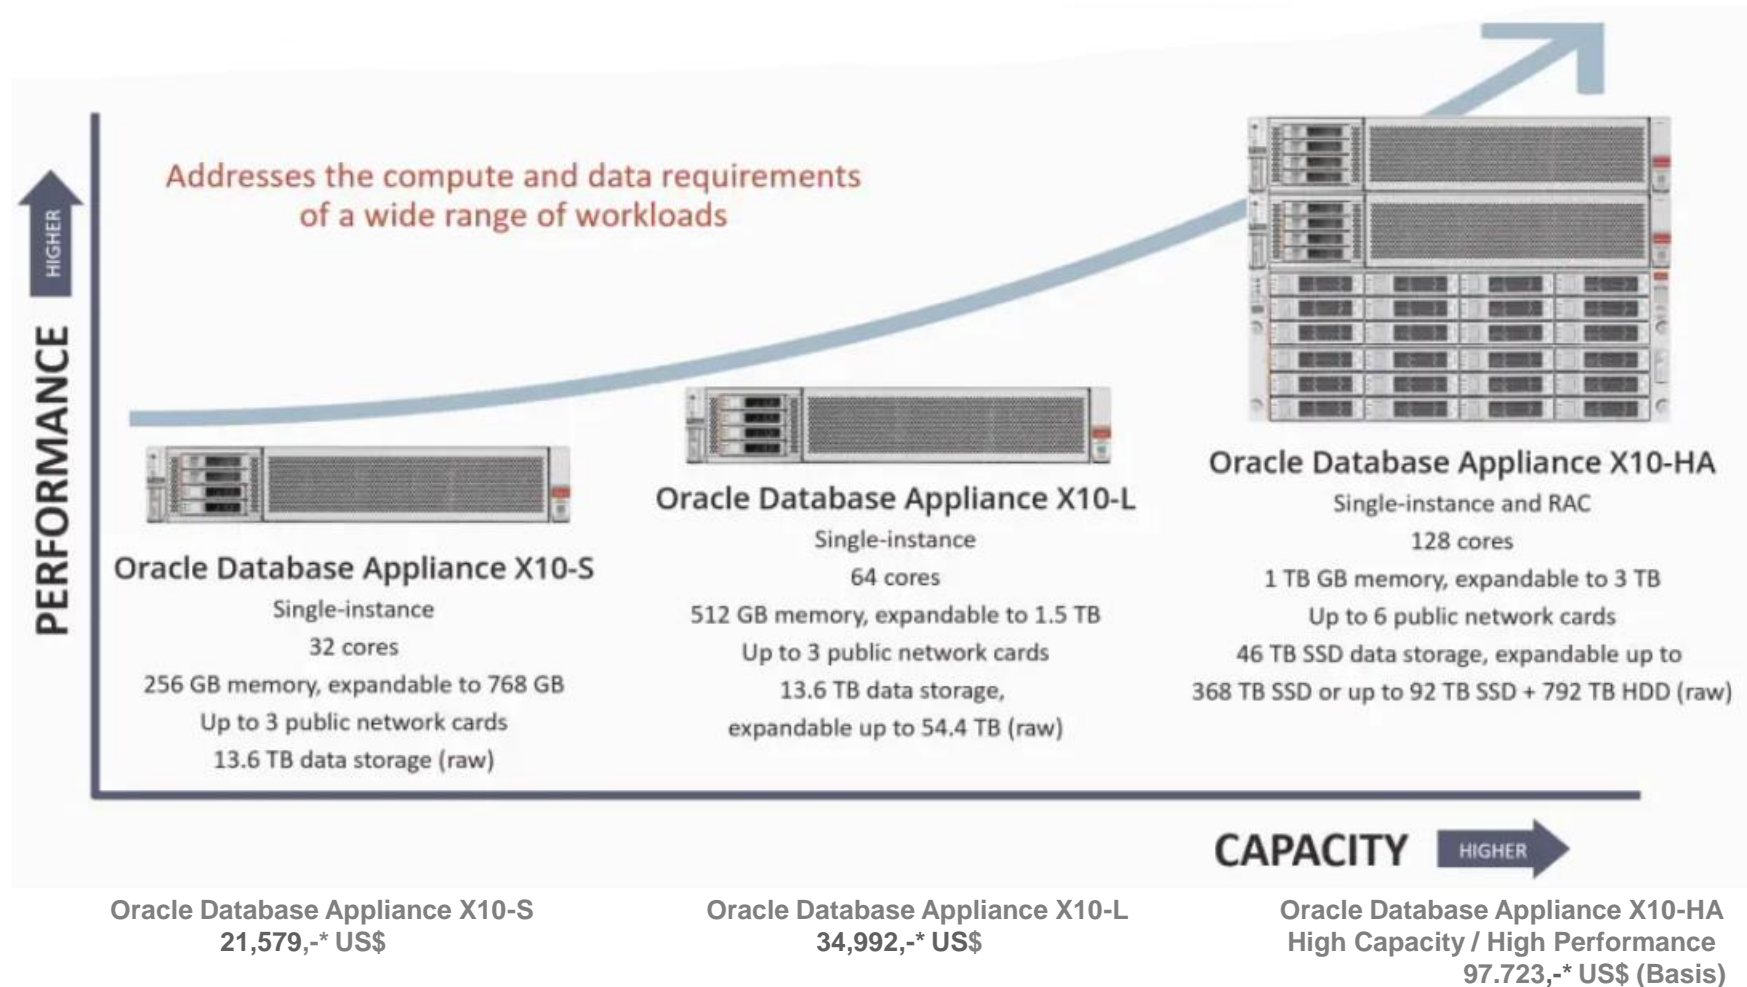 Addresses the compute and data requirements
of a wide range of workloads
HIGHER
PERFORMANCE
Oracle Database Appliance X10-S
Single-instance
32 cores
256 GB memory, expandable to 768 GB
Up to 3 public network cards
13.6 TB data storage (raw)
Oracle Database Appliance X10-L
Single-instance
64 cores
512 GB memory, expandable to 1.5 TB
Up to 3 public network cards
13.6 TB data storage,
expandable up to 54.4 TB (raw)
Oracle Database Appliance X10-HA
Single-instance and RAC
128 cores
1 TB GB memory, expandable to 3 TB
Up to 6 public network cards
46 TB SSD data storage, expandable up to
368 TB SSD or up to 92 TB SSD + 792 TB HDD (raw)
CAPACITY
HIGHER
Oracle Database Appliance X10-S
21,579,-* US$
Oracle Database Appliance X10-L
34,992,-* US$
Oracle Database Appliance X10-HA
High Capacity / High Performance
97.723,-* US$ (Basis)